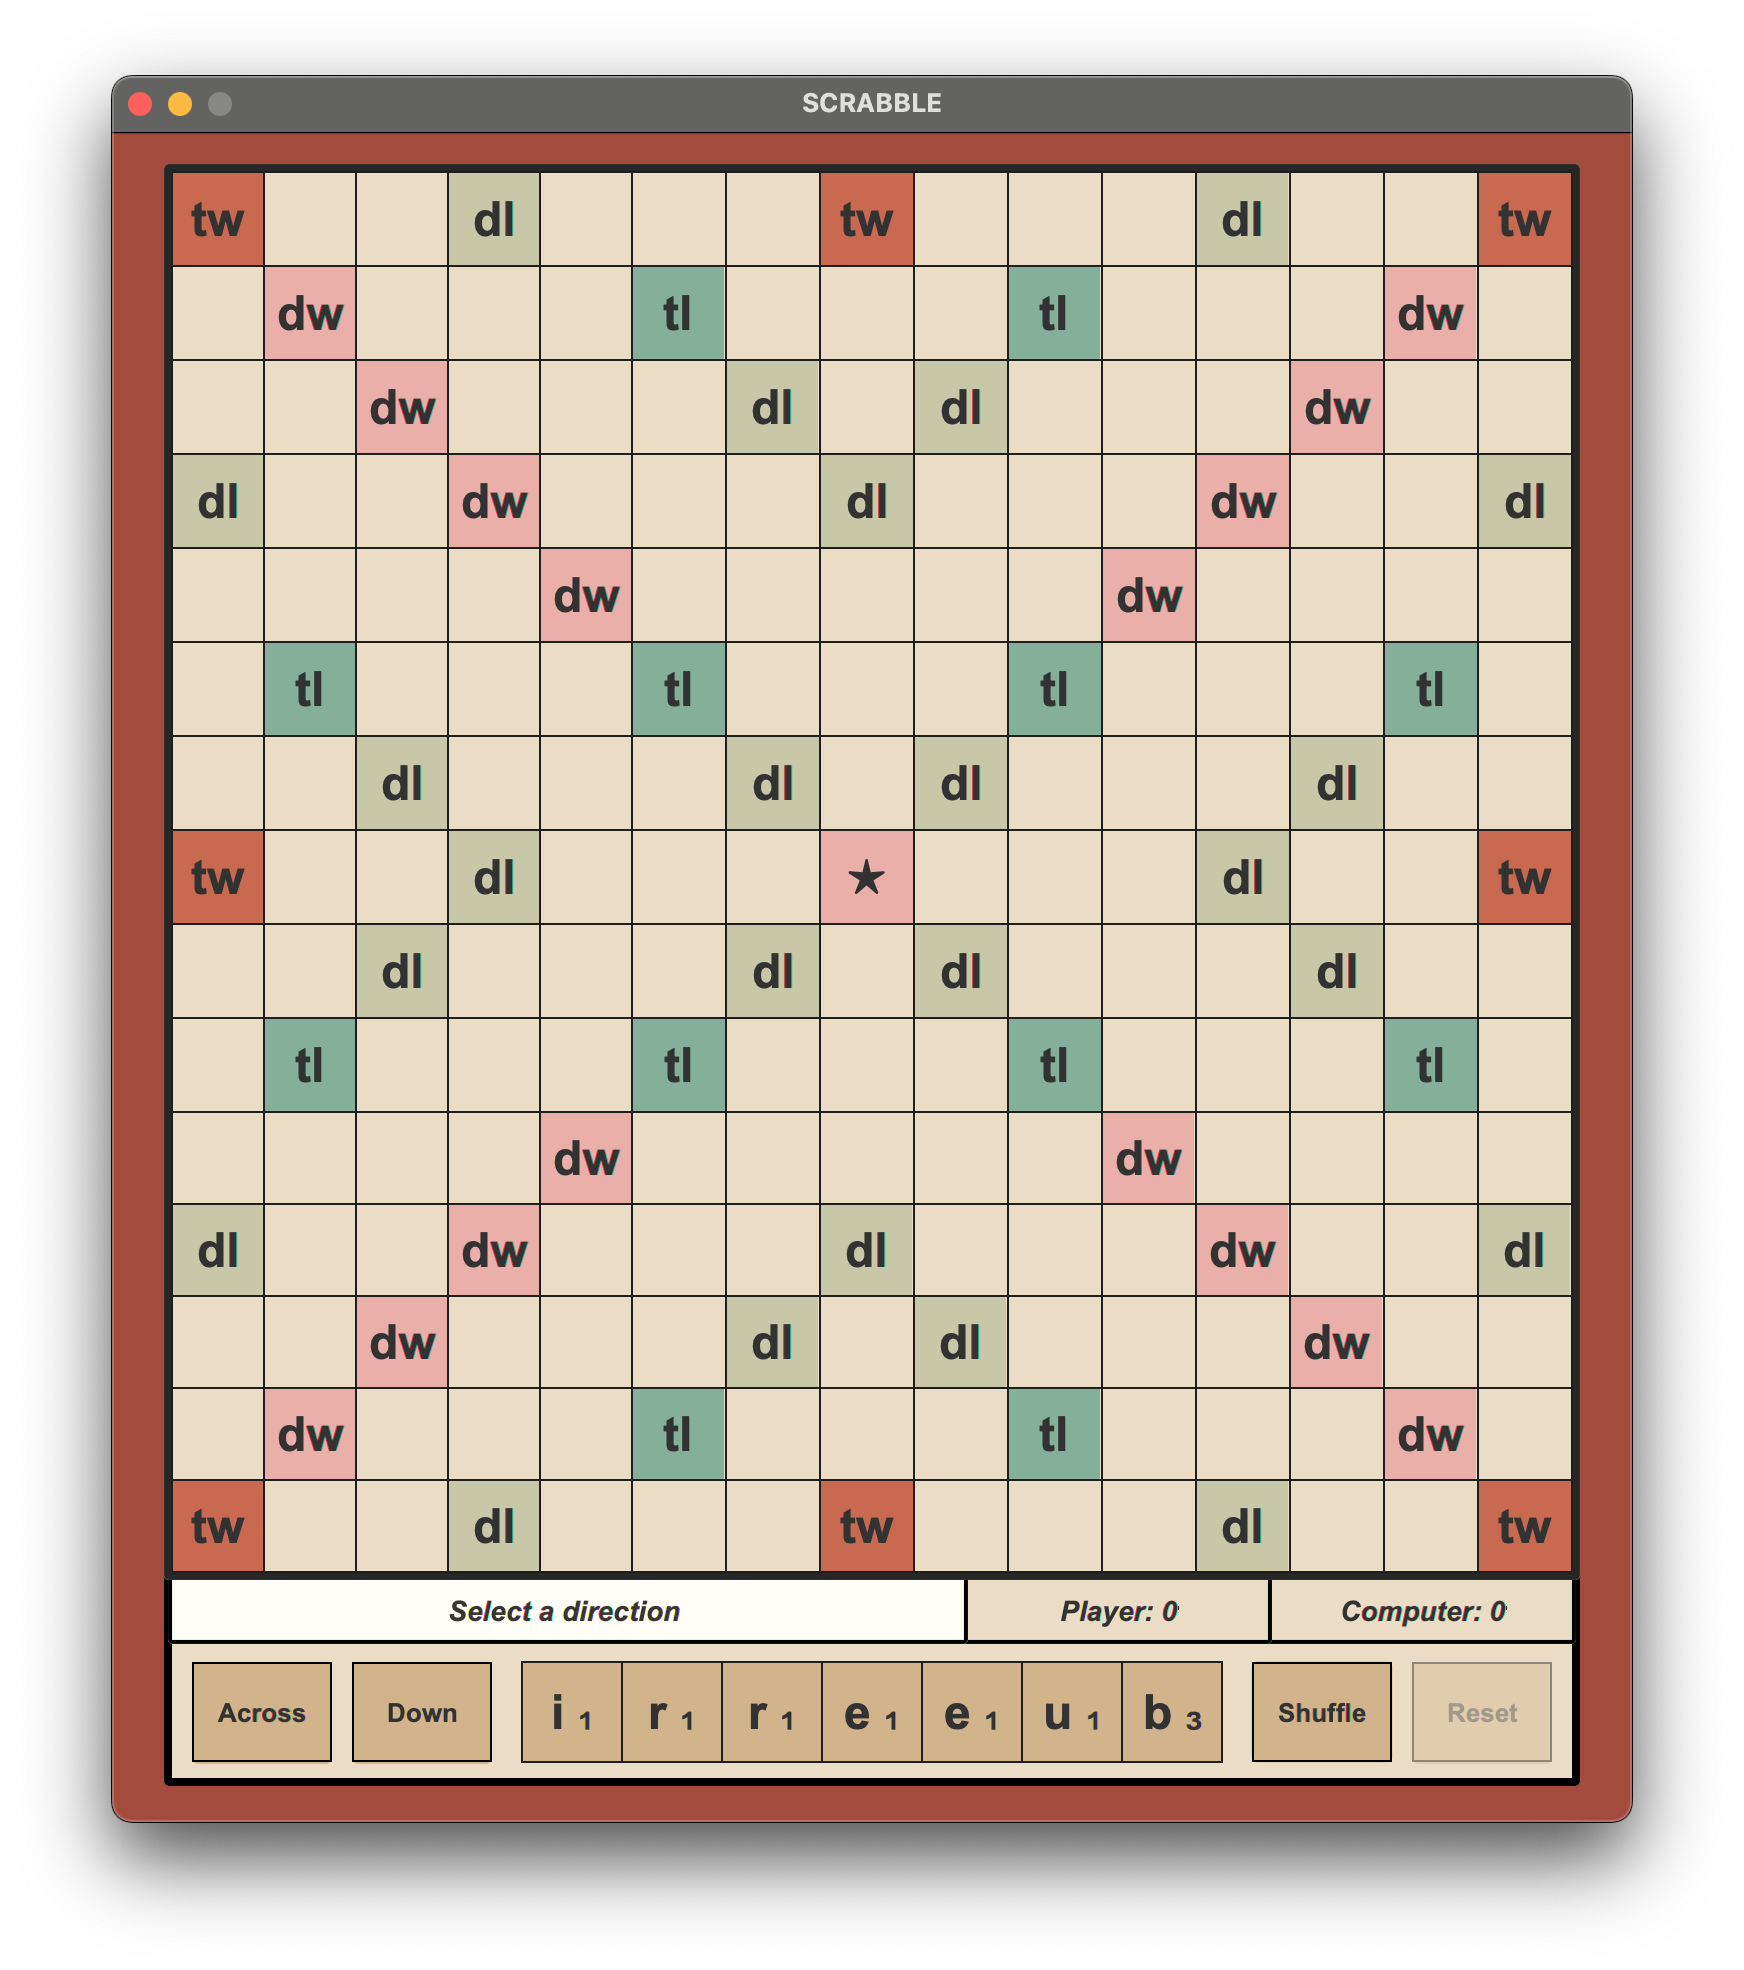 SCRABBLE
tw dl tw dl tw
dw tl tl dw
dw dl dl dw
dl dw dl dw dl
dw dw
tl tl tl tl
dl dl dl dl
tw dl ★ dl tw
dl dl dl dl
tl tl tl tl
dw dw
dl dw dl dw dl
dw dl dl dw
dw tl tl dw
tw dl tw dl tw
Select a direction Player: 0 Computer: 0
Across Down i 1 r 1 r 1 e 1 e 1 u 1 b 3 Shuffle Reset